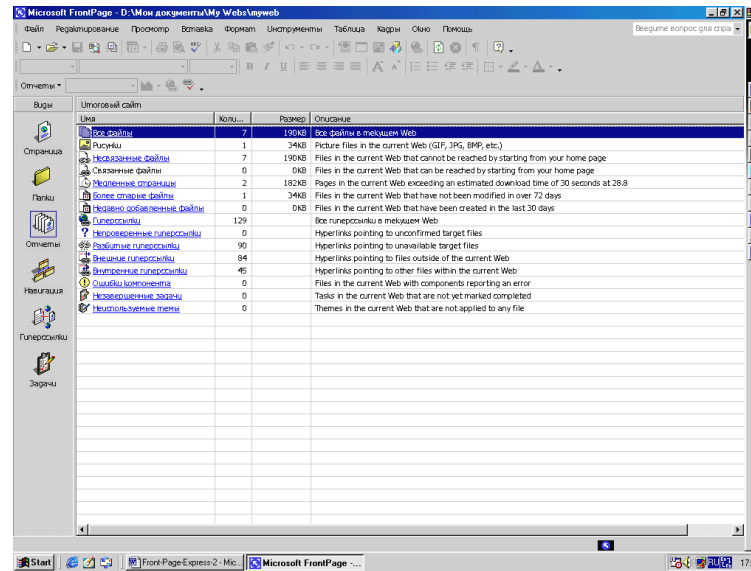 Microsoft FrontPage - D:\Мои документы\My Webs\myweb
Файл Редактирование Просмотр Вставка Формат Инструменты Таблица Кадры Окно Помощь Введите вопрос для спра
Отчеты
Виды Итоговый сайт
Имя Коли... Размер Описание
Все файлы 7 190KB Все файлы в текущем Web
Рисунки 1 34KB Picture files in the current Web (GIF, JPG, BMP, etc.)
Несвязанные файлы 7 190KB Files in the current Web that cannot be reached by starting from your home page
Связанные файлы 0 0KB Files in the current Web that can be reached by starting from your home page
Медленные страницы 2 182KB Pages in the current Web exceeding an estimated download time of 30 seconds at 28.8
Более старые файлы 1 34KB Files in the current Web that have not been modified in over 72 days
Недавно добавленные файлы 0 0KB Files in the current Web that have been created in the last 30 days
Гиперссылки 129 Все гиперссылки в текущем Web
Непроверенные гиперссылки 0 Hyperlinks pointing to unconfirmed target files
Разбитые гиперссылки 90 Hyperlinks pointing to unavailable target files
Внешние гиперссылки 84 Hyperlinks pointing to files outside of the current Web
Внутренние гиперссылки 45 Hyperlinks pointing to other files within the current Web
Ошибки компонента 0 Files in the current Web with components reporting an error
Незавершенные задачи 0 Tasks in the current Web that are not yet marked completed
Неиспользуемые темы 0 Themes in the current Web that are not applied to any file
Страница
Папки
Отчеты
Навигация
Гиперссылки
Задачи
Start Front-Page-Express-2 - Mic... Microsoft FrontPage -... RU 17: